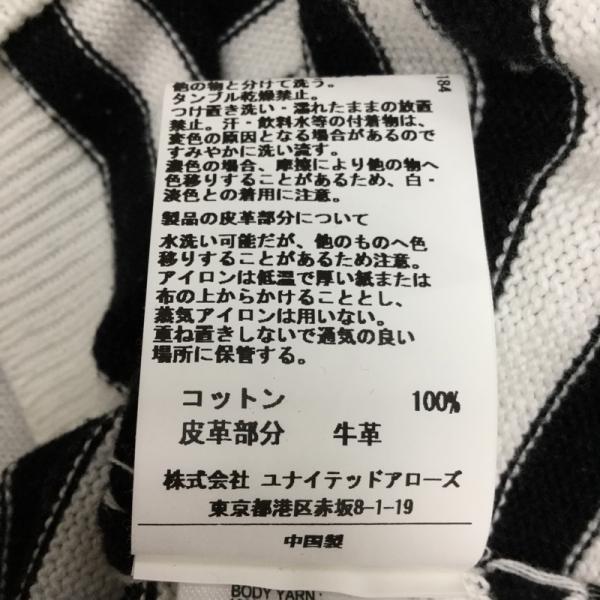 他の物と分けて洗う。
タンブル乾燥禁止。
つけ置き洗い・濡れたままの放置
禁止。汗・飲料水等の付着物は、
変色の原因となる場合があるので
すみやかに洗い流す。
濃色の場合、摩擦により他の物へ
色移りすることがあるため、白・
淡色との着用に注意。
製品の皮革部分について
水洗い可能だが、他のものへ色
移りすることがあるため注意。
アイロンは低温で厚い紙または
布の上からかけることとし、
蒸気アイロンは用いない。
重ね置きしないで通気の良い
場所に保管する。
コットン 100%
皮革部分 牛革
株式会社 ユナイテッドアローズ
東京都港区赤坂8-1-19
中国製
184
BODY YARN: